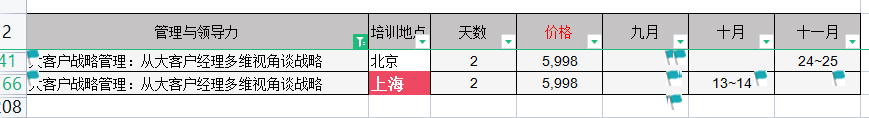 2 管理与领导力 培训地点 天数 价格 九月 十月 十一月
41 大客户战略管理：从大客户经理多维视角谈战略 北京 2 5,998 24~25
66 大客户战略管理：从大客户经理多维视角谈战略 上海 2 5,998 13~14
208